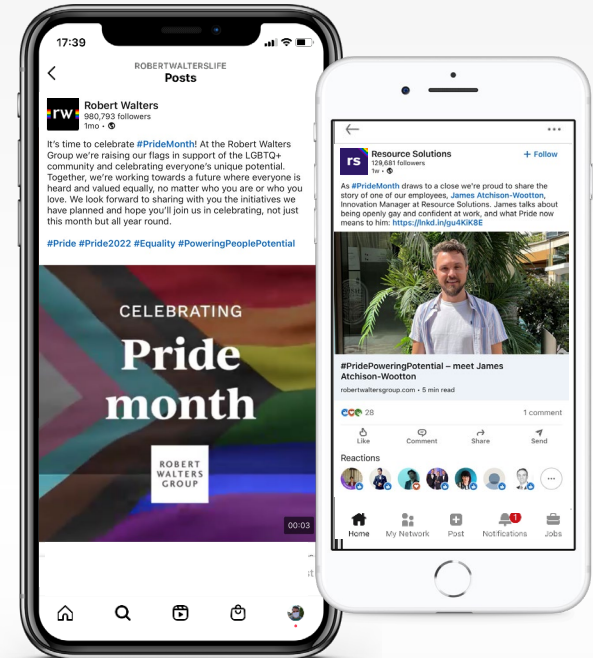 17:39
ROBERTWALTERSLIFE
Posts
rw
Robert Walters
980,793 followers
1mo •
It's time to celebrate #PrideMonth! At the Robert Walters
Group we're raising our flags in support of the LGBTQ+
community and celebrating everyone's unique potential.
Together, we're working towards a future where everyone is
heard and valued equally, no matter who you are or who you
love. We look forward to sharing with you the initiatives we
have planned and hope you'll join us in celebrating, not just
this month but all year round.
#Pride #Pride2022 #Equality #PoweringPeoplePotential
CELEBRATING
Pride
month
ROBERT
WALTERS
GROUP
00:03
rs
Resource Solutions
129,681 followers
1w •
+ Follow
As #PrideMonth draws to a close we're proud to share the
story of one of our employees, James Atchison-Wootton,
Innovation Manager at Resource Solutions. James talks about
being openly gay and confident at work, and what Pride now
means to him: https://lnkd.in/gu4KiK8E
#PridePoweringPotential – meet James
Atchison-Wootton
robertwaltersgroup.com • 5 min read
28
1 comment
Like Comment Share Send
Reactions
1
Home My Network Post Notifications Jobs